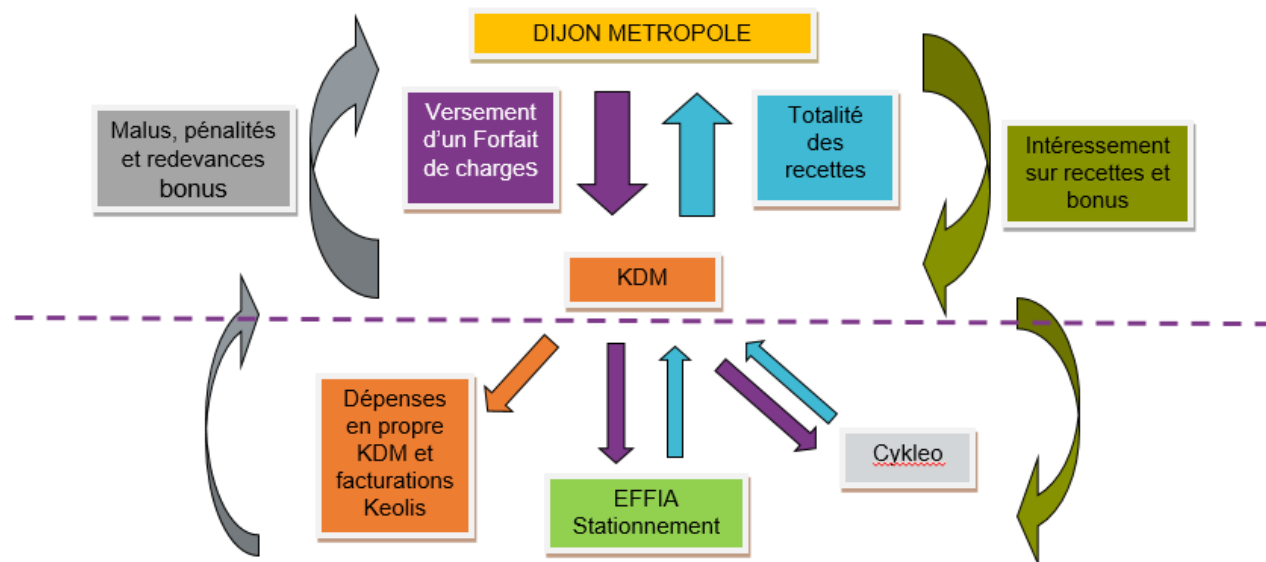 DIJON METROPOLE
Malus, pénalités
et redevances
bonus
Versement
d'un Forfait
de charges
Totalité
des
recettes
Intéressement
sur recettes et
bonus
KDM
Dépenses
en propre
KDM et
facturations
Keolis
EFFIA
Stationnement
Cykleo